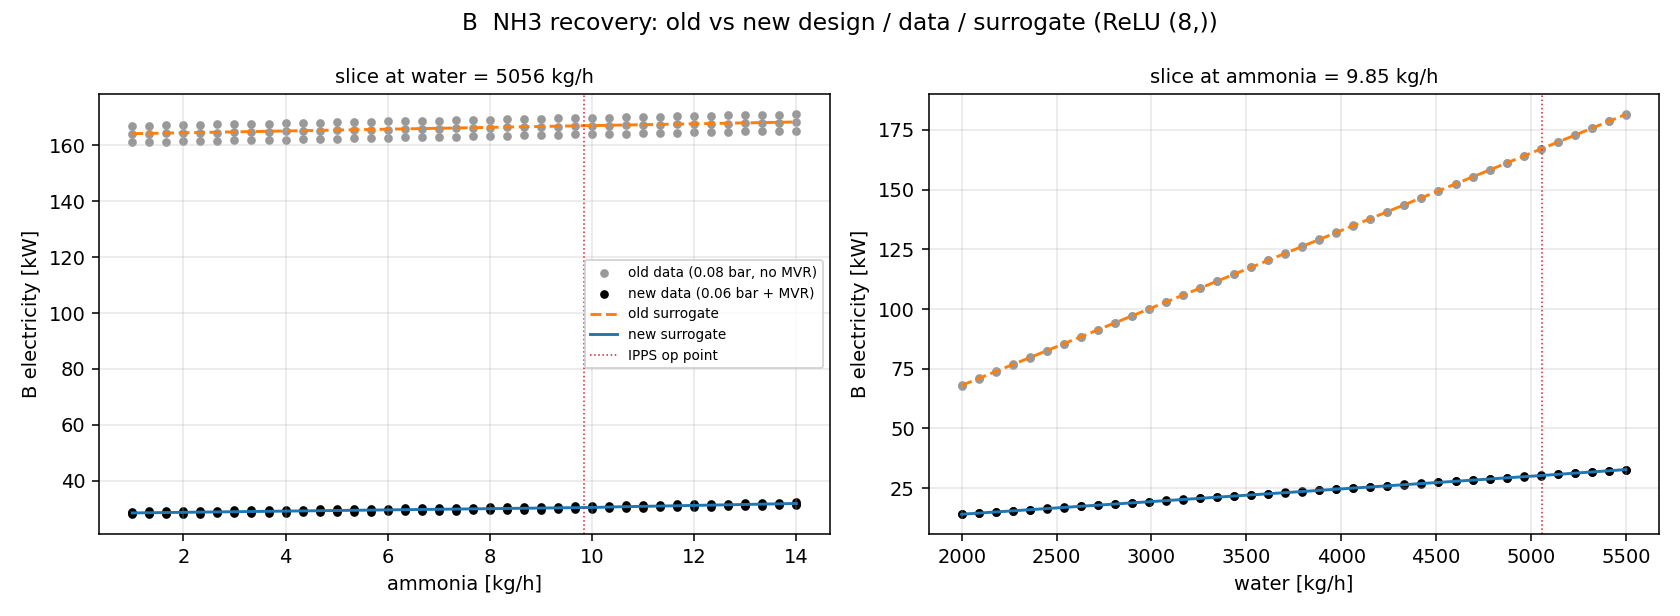 B  NH3 recovery: old vs new design / data / surrogate (ReLU (8,))
slice at water = 5056 kg/h
B electricity [kW]
160
140
120
100
80
60
40
2
4
6
8
10
12
14
ammonia [kg/h]
old data (0.08 bar, no MVR)
new data (0.06 bar + MVR)
old surrogate
new surrogate
IPPS op point
slice at ammonia = 9.85 kg/h
B electricity [kW]
175
150
125
100
75
50
25
2000
2500
3000
3500
4000
4500
5000
5500
water [kg/h]